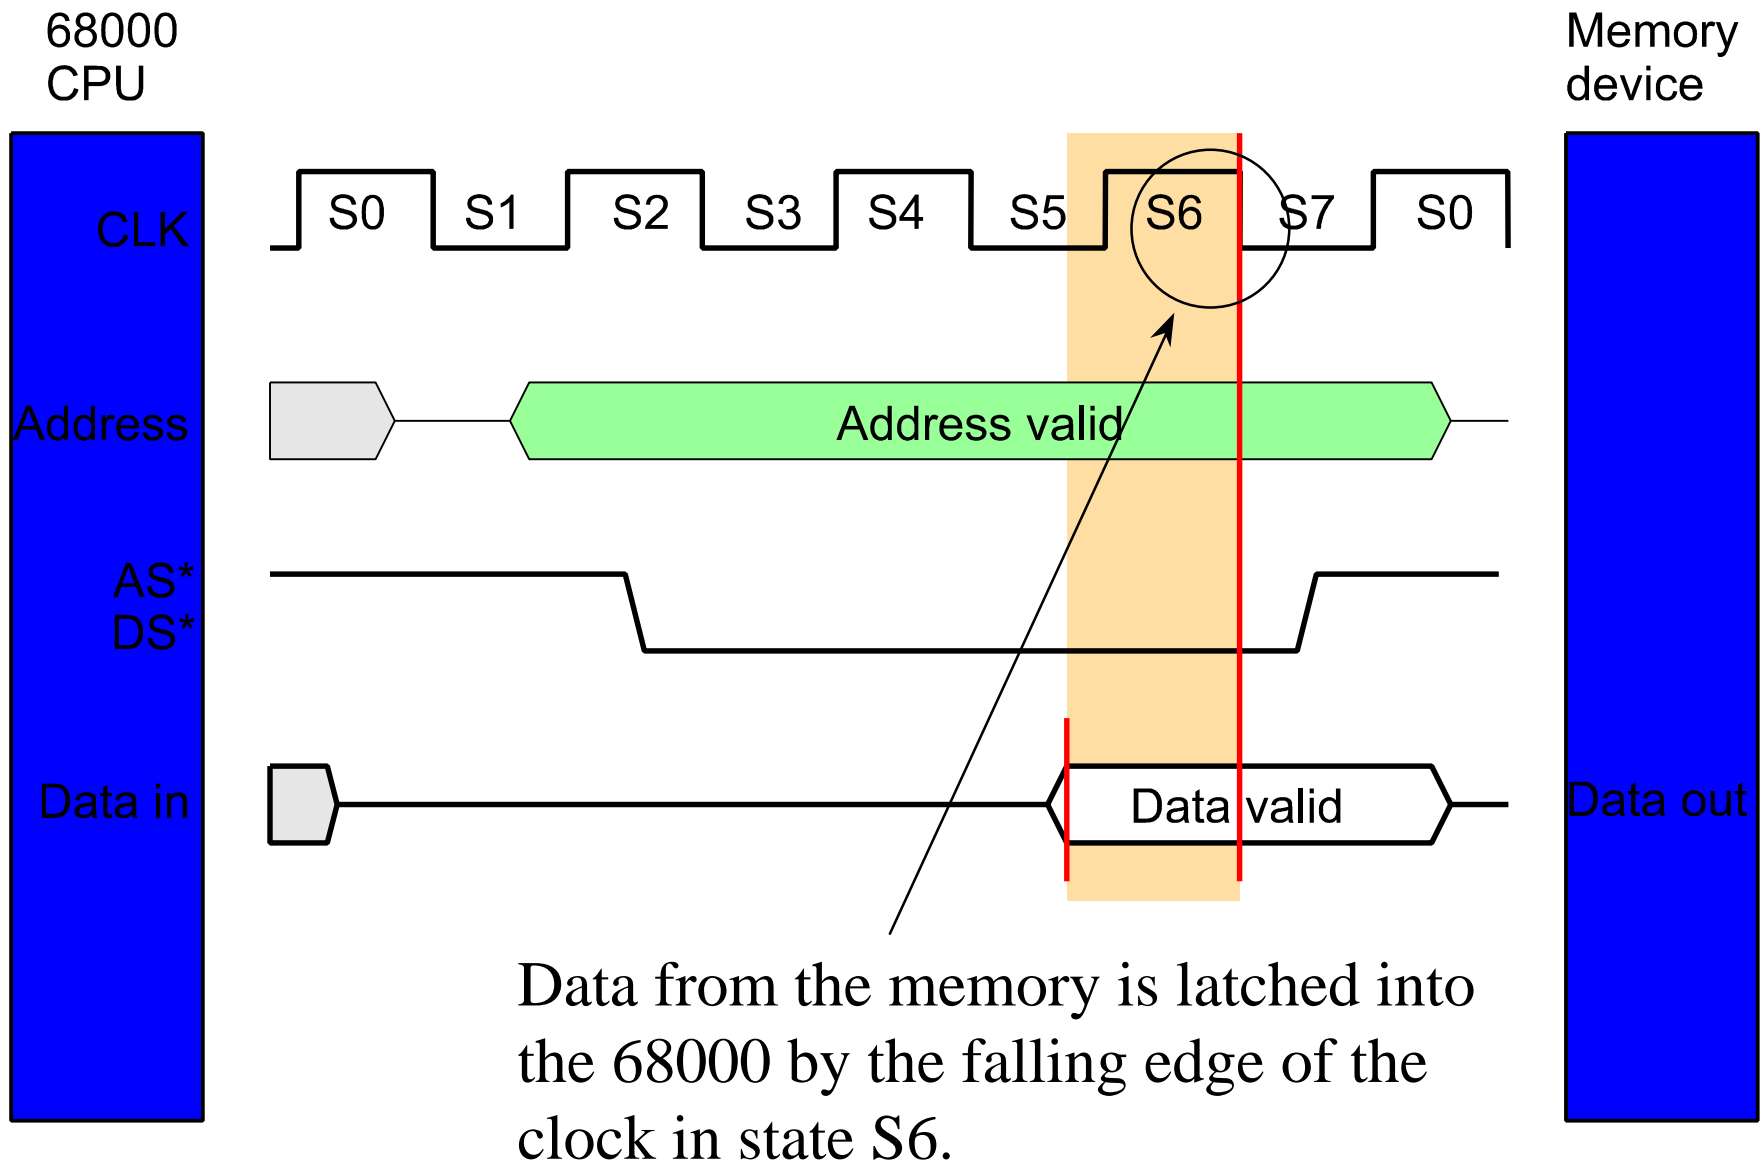 68000
CPU
Memory
device
CLK
S0 S1 S2 S3 S4 S5 S6 S7 S0
Address
Address valid
AS*
DS*
Data in
Data valid
Data out
Data from the memory is latched into
the 68000 by the falling edge of the
clock in state S6.